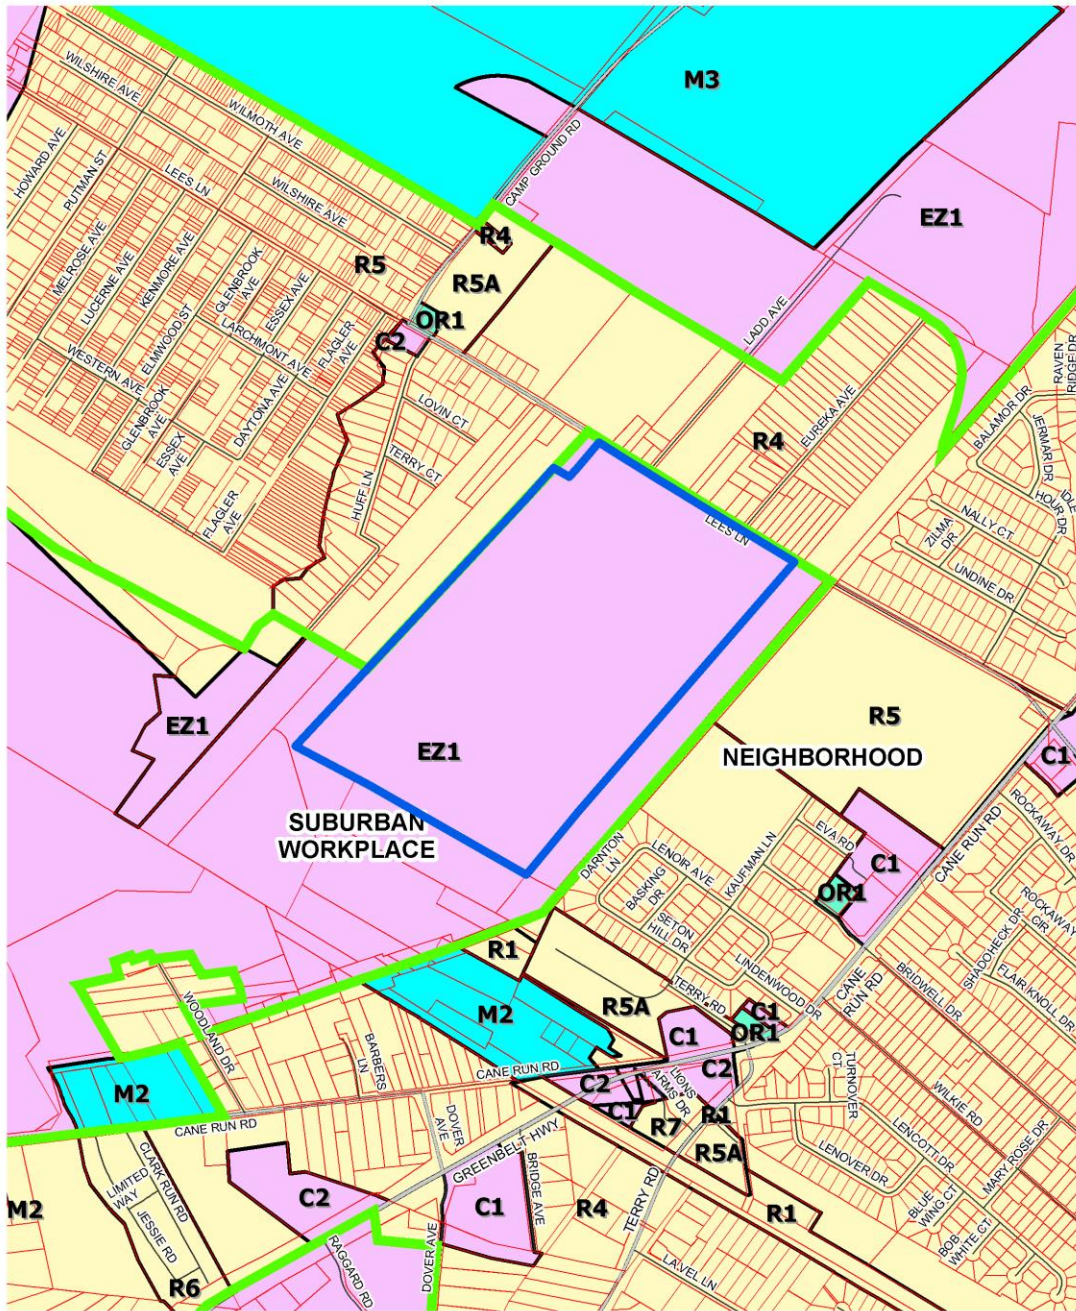 M3
WILSHIRE AVE
WILMOTH AVE
HOWARD AVE
PUTMAN ST
LEES LN
WILSHIRE AVE
CAMP GROUND RD
EZ1
MELROSE AVE
LUCERNE AVE
KENMORE AVE
GLENBROOK
AVE
ESSEX AVE
R5
R4
R5A
ELMWOOD ST
LARCHMONT AVE
FLAGLER
AVE
OR1
C2
LADD AVE
RAVEN
RIDGE DR
WESTERN AVE
GLENBROOK
AVE
ESSEX
AVE
DAYTONA AVE
LOVIN CT
TERRY CT
EUREKA AVE
R4
BALAMOR DR
JERMAR DR
IDLE
HOUR DR
FLAGLER
AVE
HUFF LN
LEES LN
NALLY CT
ZILMA
DR
UNDINE DR
EZ1
EZ1
R5
NEIGHBORHOOD
C1
SUBURBAN
WORKPLACE
DARNTON
LN
LENOIR AVE
BASKING
DR
SETON
HILL DR
KAUFMAN LN
EVA RD
C1
OR1
CANE RUN RD
ROCKAWAY DR
ROCKAWAY
CIR
SHADOHECK DR
FLAIR KNOLL DR
R1
R5A
TERRY RD
LINDENWOOD DR
CANE
RUN RD
BRIDWELL DR
WOODLAND DR
M2
C1
C1
OR1
BARBERS
LN
CANE RUN RD
C2
C2
LIONS
ARMS DR
TURNOVER
CT
WILKIE RD
M2
CANE RUN RD
DOVER
AVE
C1
R7
R1
R5A
LENCOTT DR
LENOVER DR
MARY ROSE DR
CLARK RUN RD
LIMITED
WAY
JESSIE RD
GREENBELT HWY
BRIDGE AVE
BLUE
WING CT
BOB
WHITE CT
M2
C2
C1
R4
TERRY RD
R1
R6
RAGGARD RD
DOVER AVE
LAVEL LN